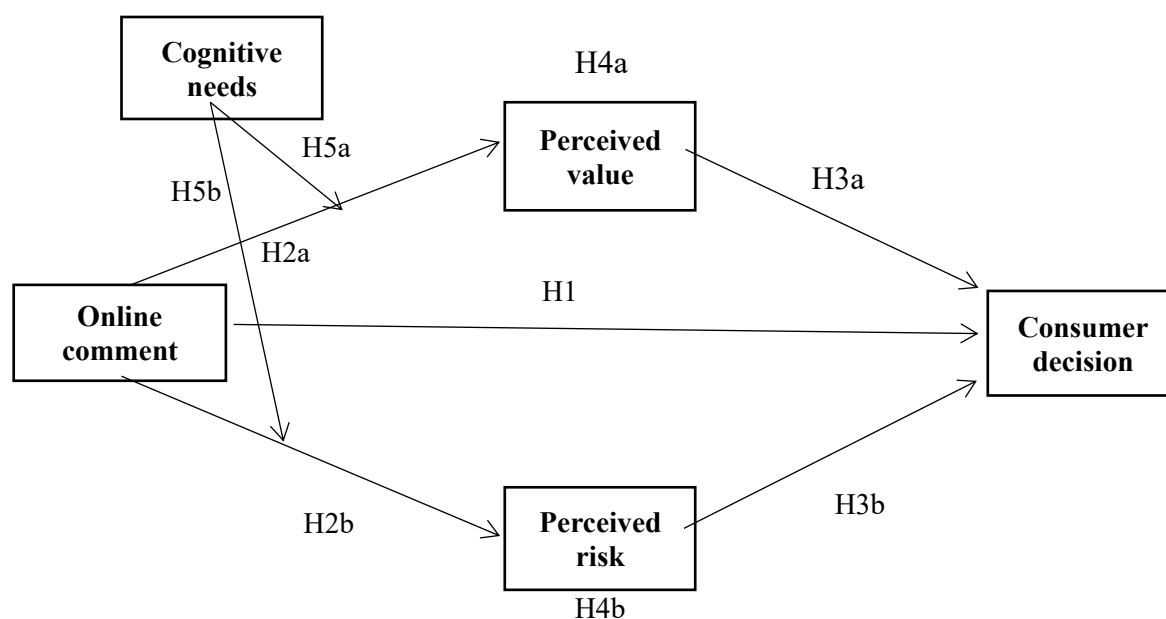 Cognitive
needs
H4a
H5a
Perceived
value
H5b
H3a
H2a
H1
Online
comment
Consumer
decision
H2b
Perceived
risk
H3b
H4b